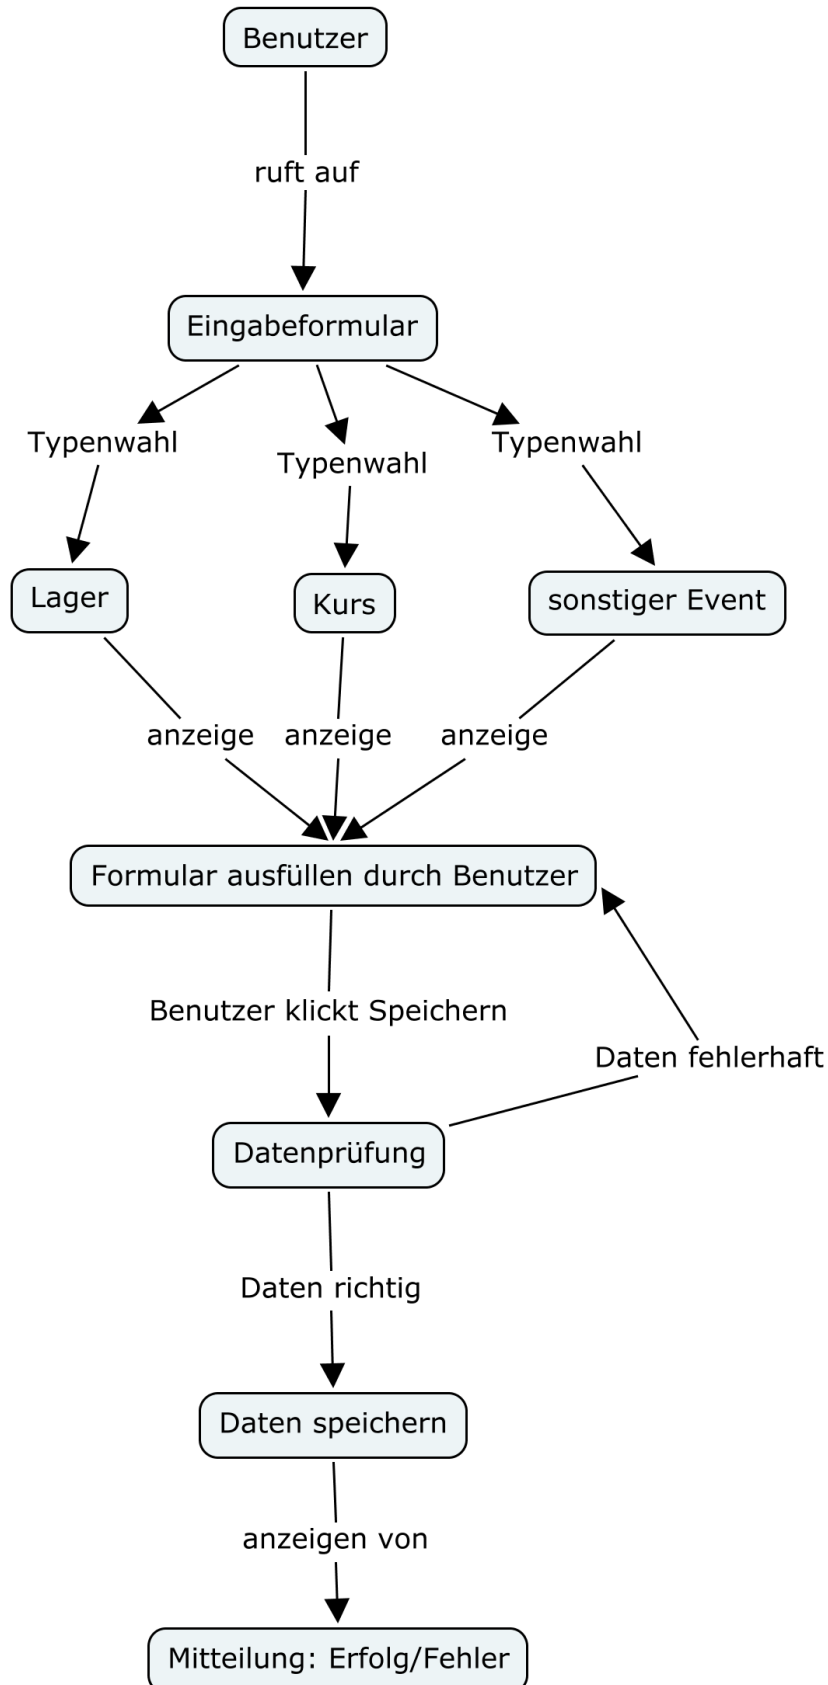 Benutzer
ruft auf
Eingabeformular
Typenwahl
Typenwahl
Typenwahl
Lager
Kurs
sonstiger Event
anzeige
anzeige
anzeige
Formular ausfüllen durch Benutzer
Benutzer klickt Speichern
Daten fehlerhaft
Datenprüfung
Daten richtig
Daten speichern
anzeigen von
Mitteilung: Erfolg/Fehler